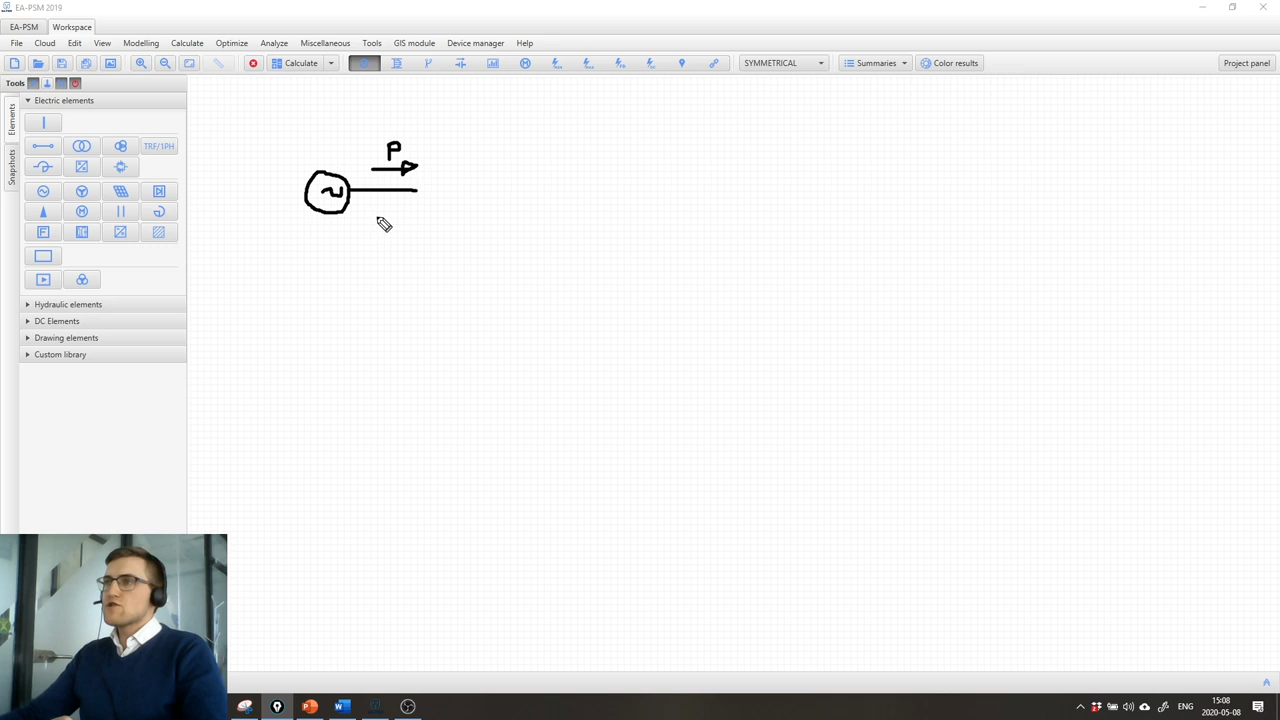 EA-PSM 2019
EA-PSM Workspace
File Cloud Edit View Modelling Calculate Optimize Analyze Miscellaneous Tools GIS module Device manager Help
Calculate SYMMETRICAL Summaries Color results Project panel
Tools
Elements
Snapshots
Electric elements
TRF/1PH
Hydraulic elements
DC Elements
Drawing elements
Custom library
P
ENG
15:08
2020-05-08